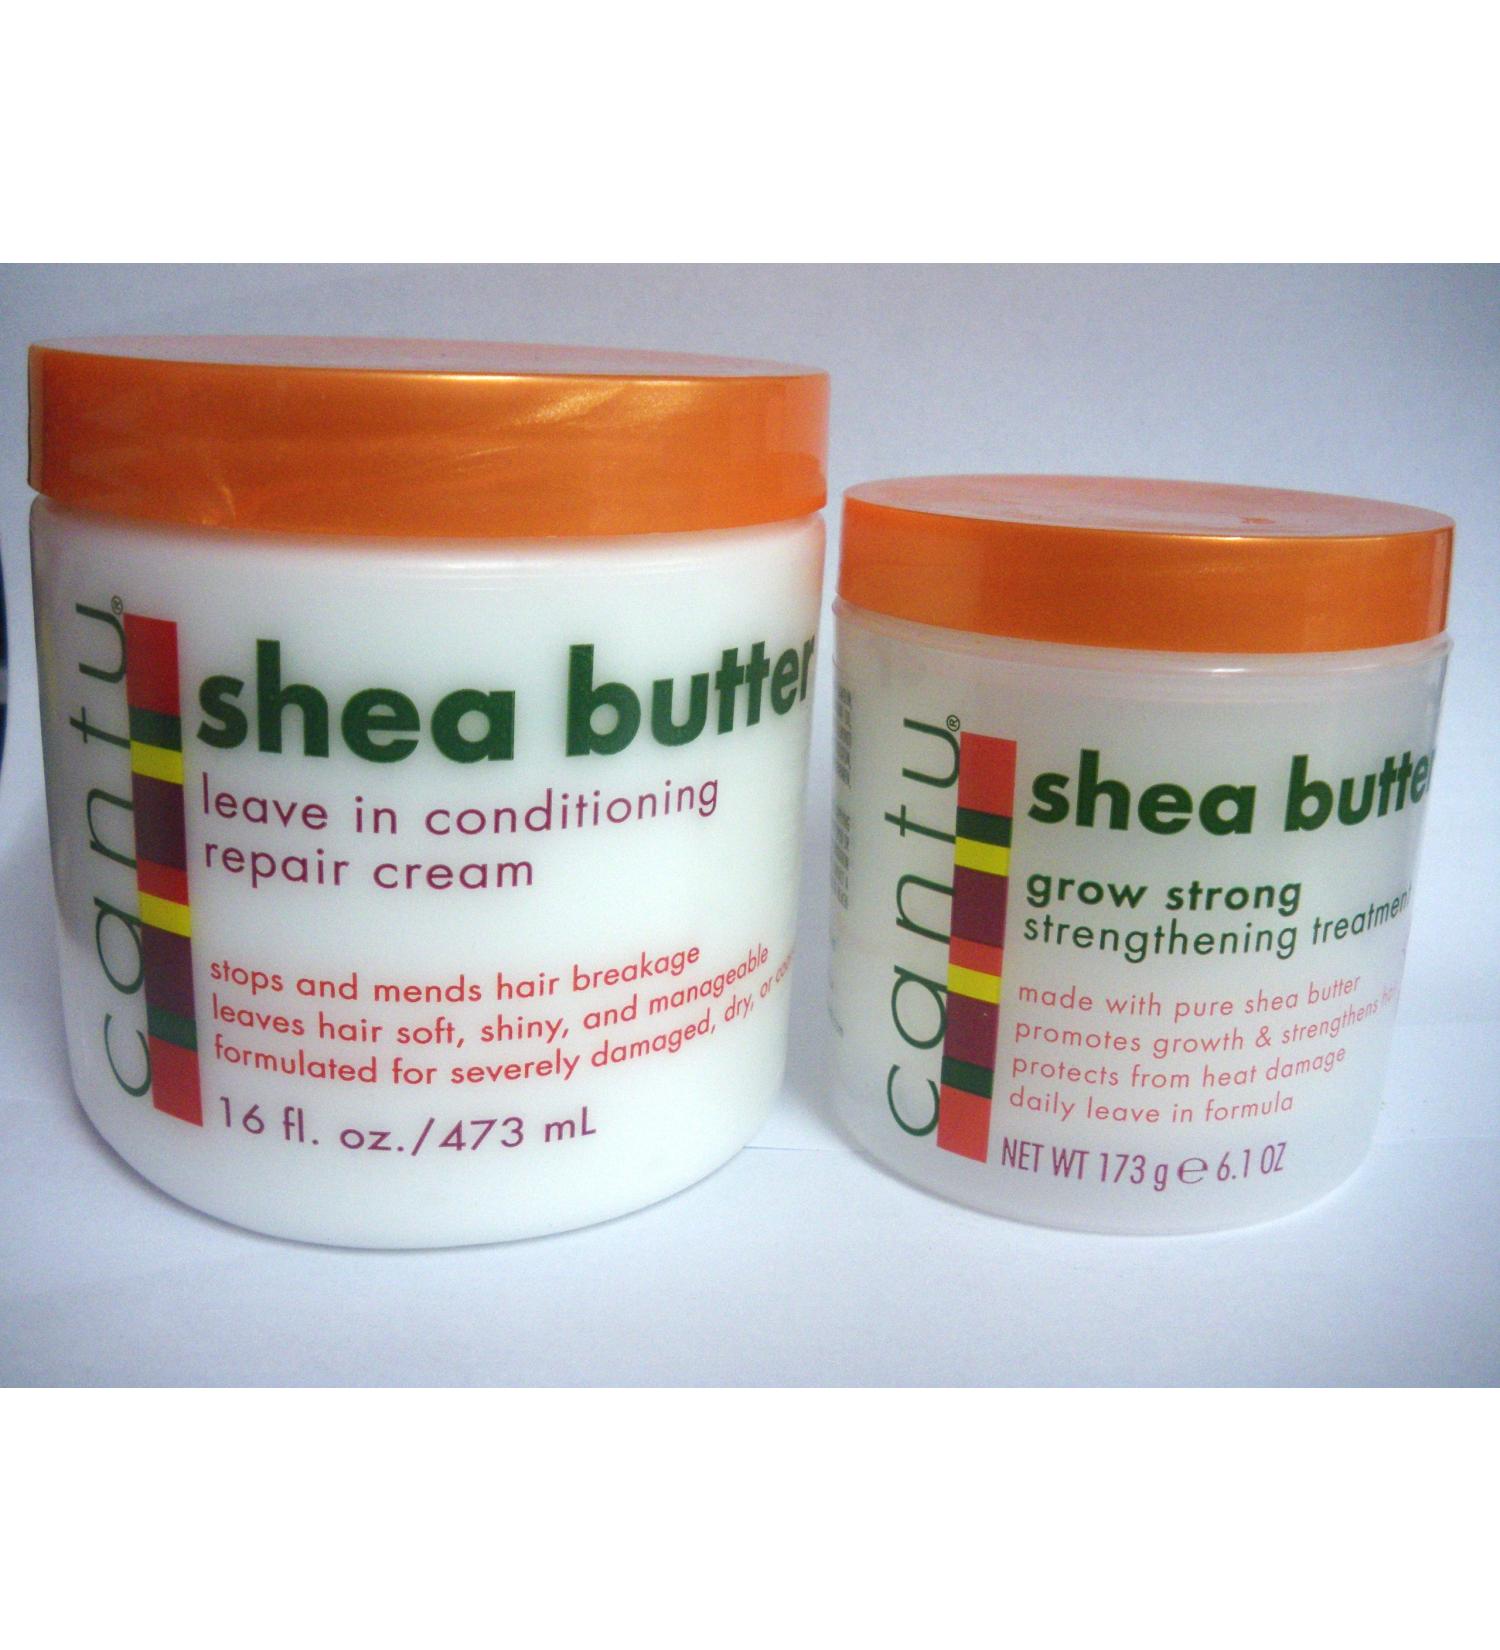 cantu®
shea butter
leave in conditioning
repair cream
stops and mends hair breakage
leaves hair soft, shiny, and manageable
formulated for severely damaged, dry, or
16 fl. oz./473 mL
cantu®
shea butter
grow strong
strengthening treatment
made with pure shea butter
promotes growth & strengthens
protects from heat damage
daily leave in formula
NET WT 173 g ℮ 6.1 OZ